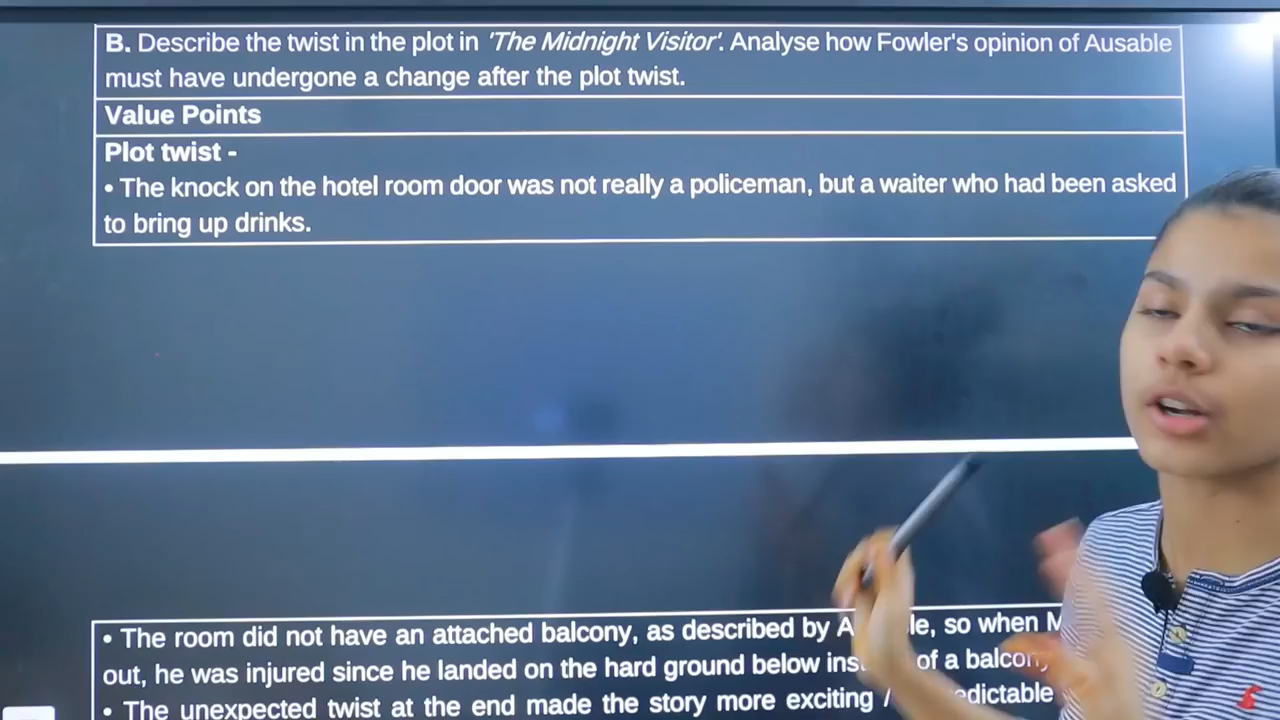 B. Describe the twist in the plot in 'The Midnight Visitor'. Analyse how Fowler's opinion of Ausable
must have undergone a change after the plot twist.
Value Points
Plot twist -
• The knock on the hotel room door was not really a policeman, but a waiter who had been asked
to bring up drinks.
• The room did not have an attached balcony, as described by so when
out, he was injured since he landed on the hard ground below of a balcony
• The unexpected twist at the end made the story more exciting /